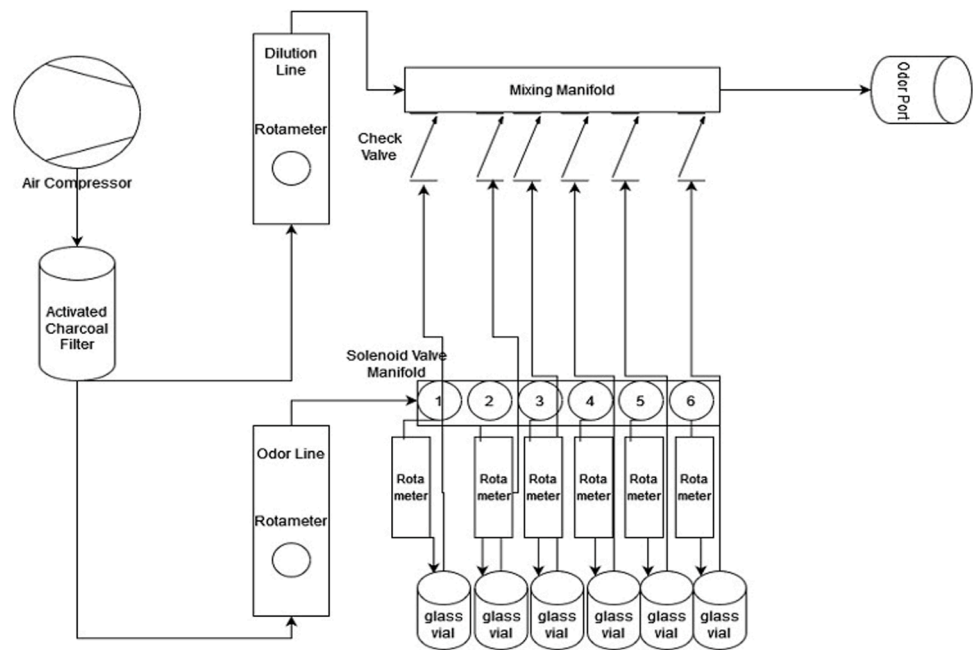 Dilution
Line
Rotameter
Mixing Manifold
Odor Port
Check
Valve
Air Compressor
Activated
Charcoal
Filter
Solenoid Valve
Manifold
1
2
3
4
5
6
Odor Line
Rotameter
Rota
meter
Rota
meter
Rota
meter
Rota
meter
Rota
meter
Rota
meter
glass
vial
glass
vial
glass
vial
glass
vial
glass
vial
glass
vial